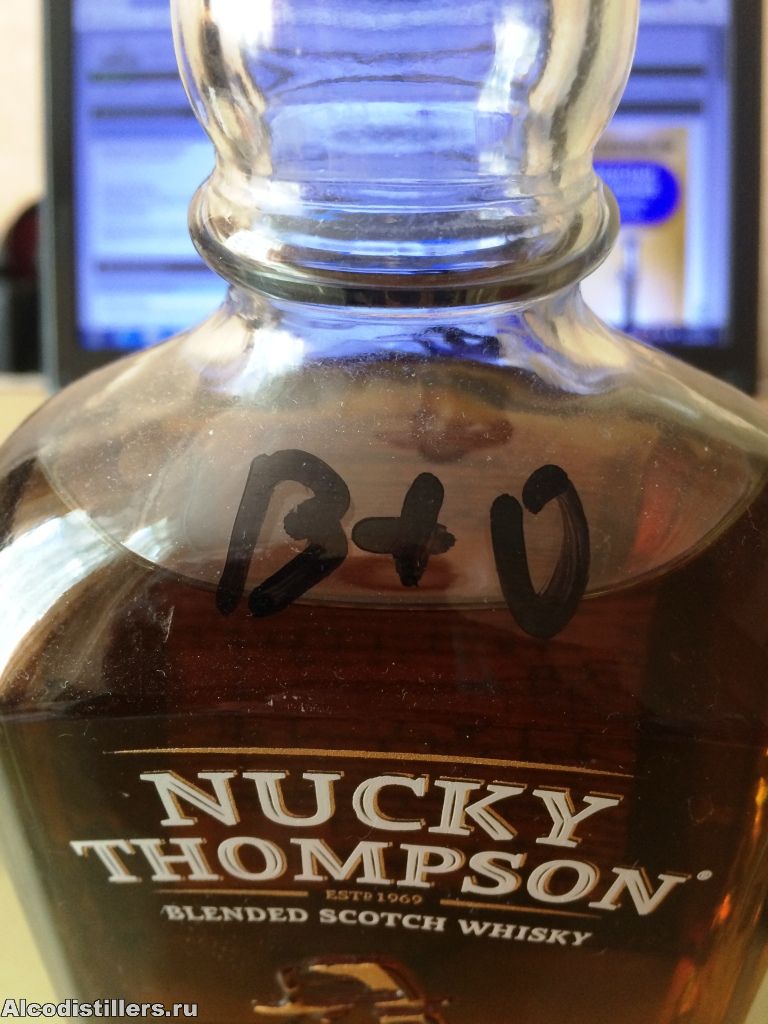 B+O
NUCKY
THOMPSON
ESTD 1969
BLENDED SCOTCH WHISKY
Alcodistillers.ru